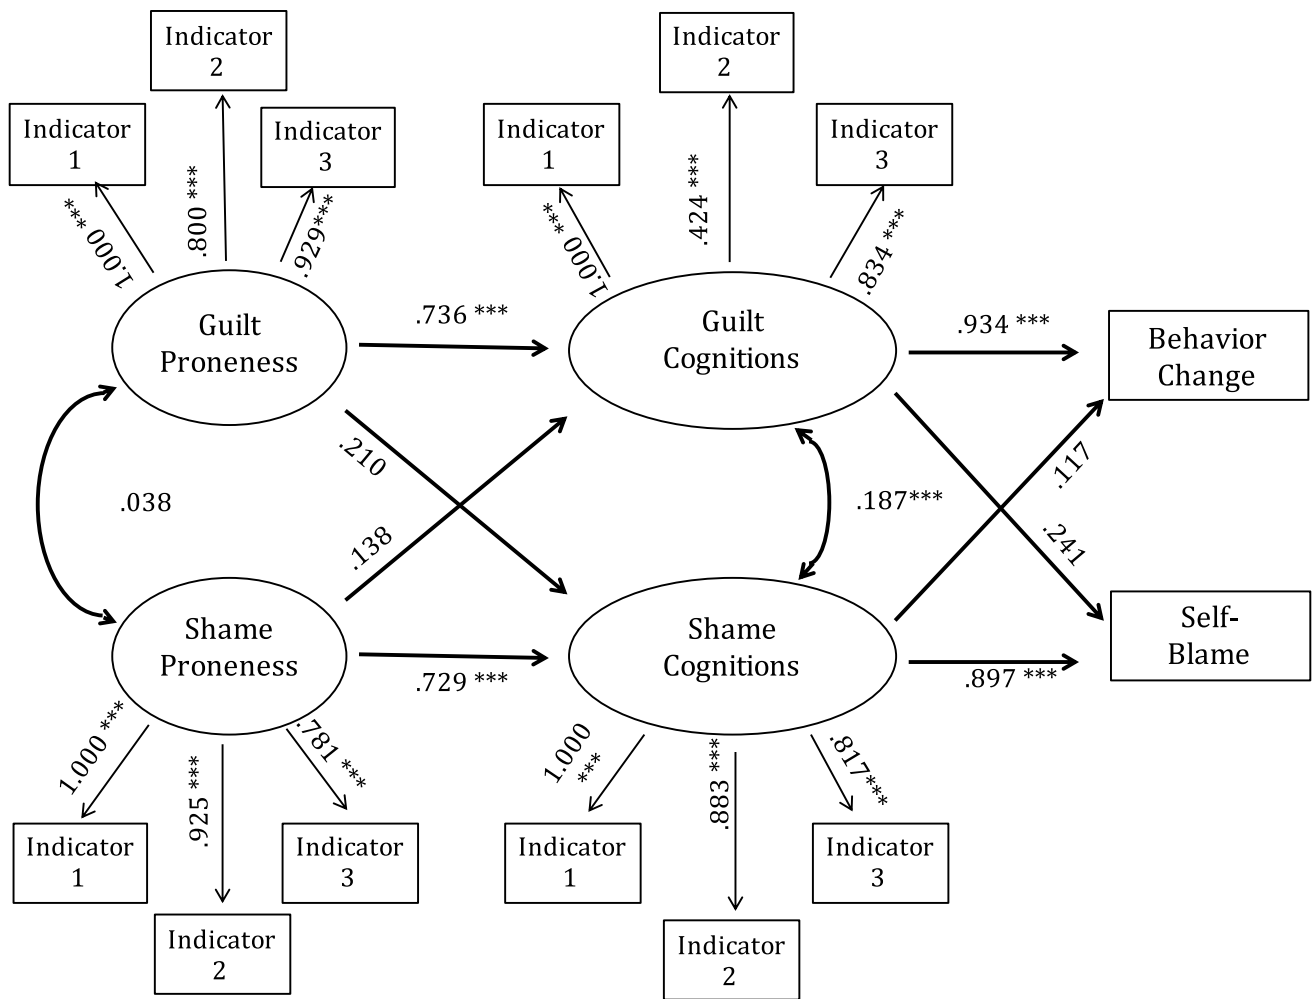 Indicator
2
Indicator
2
Indicator
1
Indicator
3
Indicator
1
Indicator
3
1.000 ***
.800 ***
.929***
1.000 ***
.424 ***
.834 ***
Guilt
Proneness
.736 ***
Guilt
Cognitions
.934 ***
Behavior
Change
.210
.117
.038
.187***
.138
.241
Shame
Proneness
.729 ***
Shame
Cognitions
.897 ***
Self-
Blame
1.000 ***
.925 ***
.781 ***
1.000
***
.883 ***
.817***
Indicator
1
Indicator
3
Indicator
1
Indicator
3
Indicator
2
Indicator
2